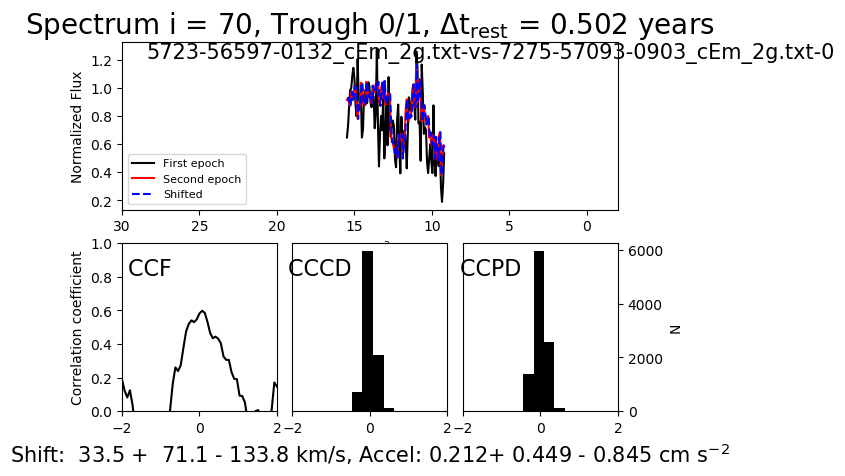 Spectrum i = 70, Trough 0/1, Δt_rest = 0.502 years
5723-56597-0132_cEm_2g.txt-vs-7275-57093-0903_cEm_2g.txt-0
Normalized Flux
1.2
1.0
0.8
0.6
0.4
0.2
First epoch
Second epoch
Shifted
30 25 20 15 10 5 0
Correlation coefficient
1.0
0.8
0.6
0.4
0.2
0.0
CCF
CCCD
CCPD
6000
4000
2000
0
N
−2 0 2
−2 0 2
−2 0 2
Shift:  33.5 +  71.1 - 133.8 km/s, Accel: 0.212+ 0.449 - 0.845 cm s⁻²